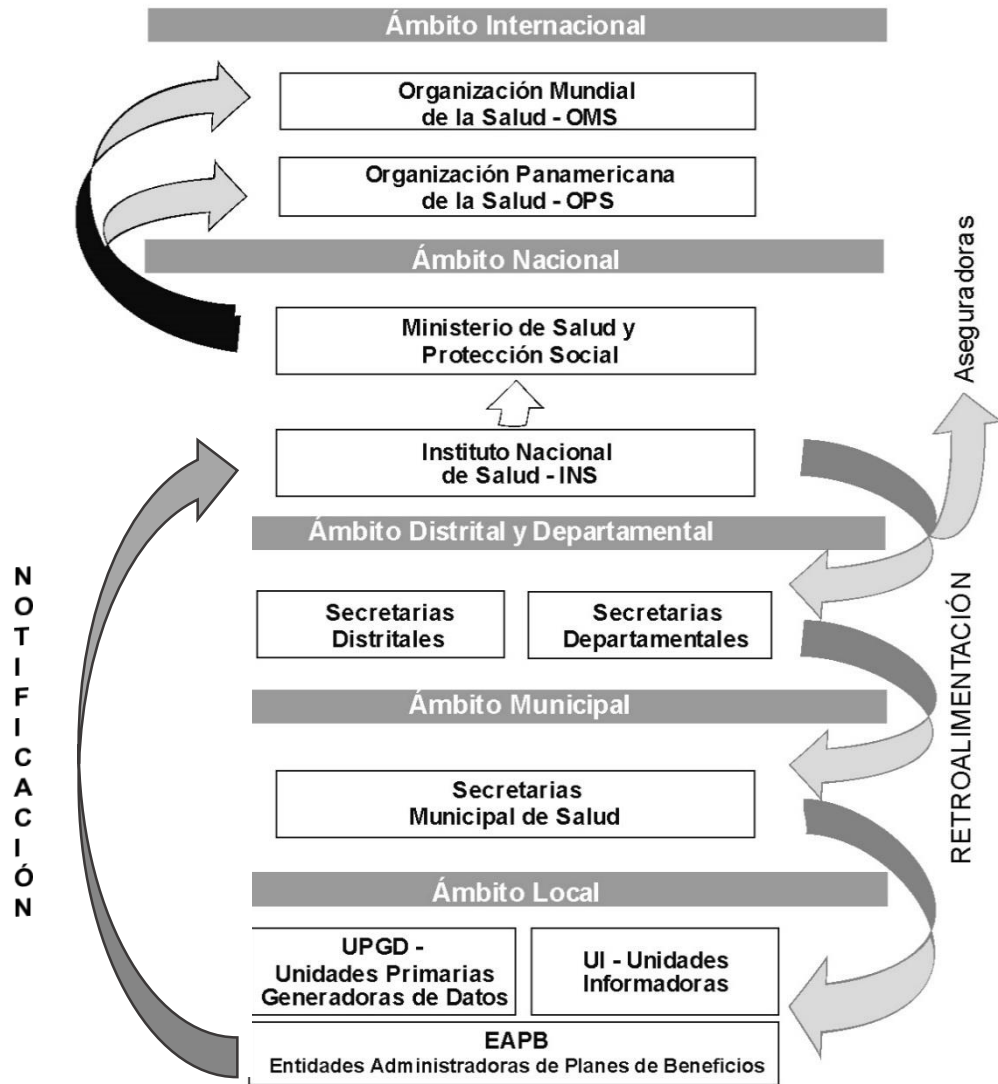 Ámbito Internacional
Organización Mundial
de la Salud - OMS
Organización Panamericana
de la Salud - OPS
Ámbito Nacional
Ministerio de Salud y
Protección Social
Aseguradoras
Instituto Nacional
de Salud - INS
Ámbito Distrital y Departamental
Secretarias
Distritales
Secretarias
Departamentales
Ámbito Municipal
Secretarias
Municipal de Salud
Ámbito Local
UPGD -
Unidades Primarias
Generadoras de Datos
UI - Unidades
Informadoras
EAPB
Entidades Administradoras de Planes de Beneficios
NOTIFICACIÓN
RETROALIMENTACIÓN